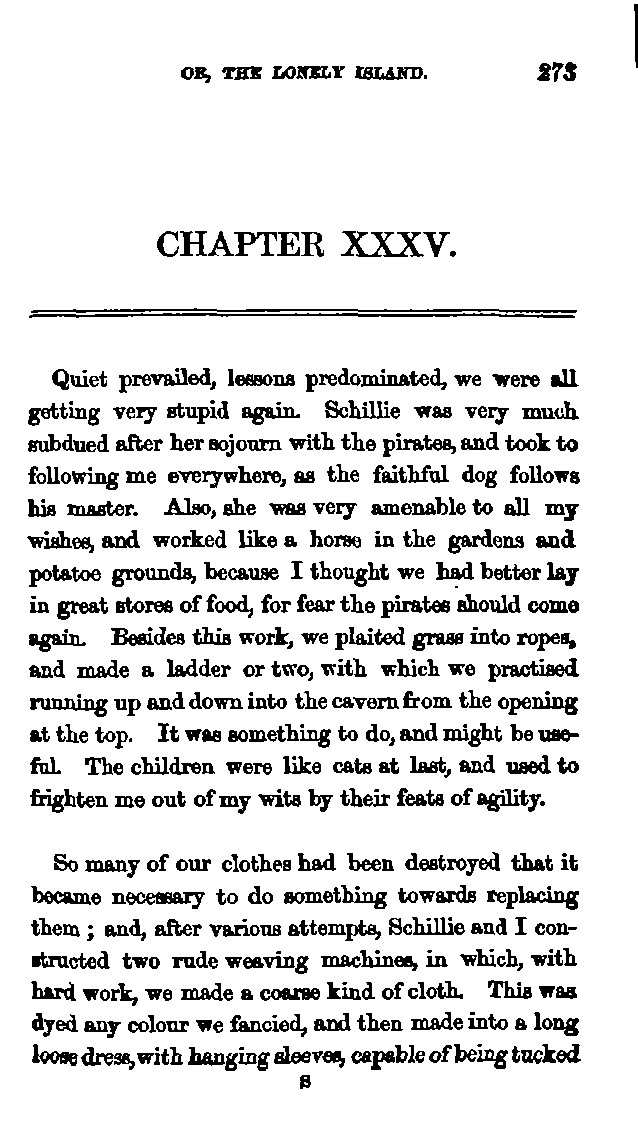 OR, THE LONELY ISLAND. 273
CHAPTER XXXV.
Quiet prevailed, lessons predominated, we were all
getting very stupid again. Schillie was very much
subdued after her sojourn with the pirates, and took to
following me everywhere, as the faithful dog follows
his master. Also, she was very amenable to all my
wishes, and worked like a horse in the gardens and
potatoe grounds, because I thought we had better lay
in great stores of food, for fear the pirates should come
again. Besides this work, we plaited grass into ropes,
and made a ladder or two, with which we practised
running up and down into the cavern from the opening
at the top. It was something to do, and might be use-
ful. The children were like cats at last, and used to
frighten me out of my wits by their feats of agility.
So many of our clothes had been destroyed that it
became necessary to do something towards replacing
them ; and, after various attempts, Schillie and I con-
structed two rude weaving machines, in which, with
hard work, we made a coarse kind of cloth. This was
dyed any colour we fancied, and then made into a long
loose dress, with hanging sleeves, capable of being tucked
S